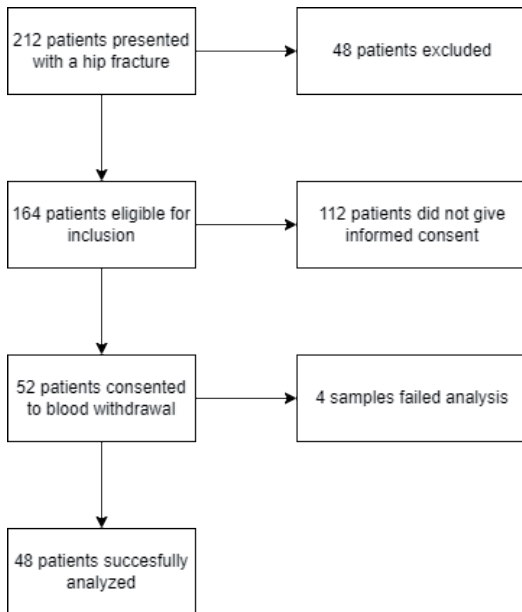 212 patients presented
with a hip fracture
48 patients excluded
164 patients eligible for
inclusion
112 patients did not give
informed consent
52 patients consented
to blood withdrawal
4 samples failed analysis
48 patients succesfully
analyzed